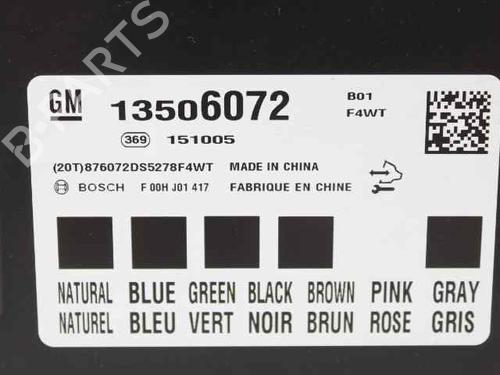 GM 13506072 B01
F4WT
369 151005
(20T)876072DS5278F4WT MADE IN CHINA
BOSCH F 00H J01 417 FABRIQUE EN CHINE
NATURAL BLUE GREEN BLACK BROWN PINK GRAY
NATUREL BLEU VERT NOIR BRUN ROSE GRIS
B-PARTS